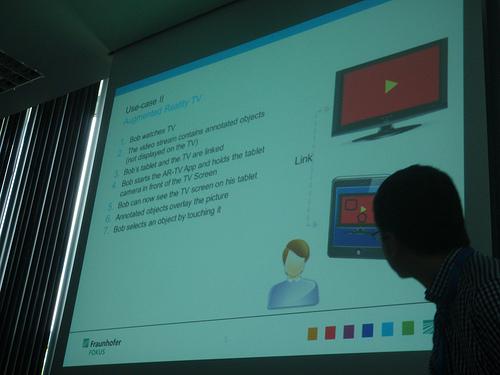 Use-case II
Augmented Reality TV
1. Bob watches TV
2. The video stream contains annotated objects
(not displayed on the TV)
3. Bob's tablet and the TV are linked
4. Bob starts the AR-TV App and holds the tablet
camera in front of the TV Screen
5. Bob can now see the TV screen on his tablet
6. Annotated objects overlay the picture
7. Bob selects an object by touching it
Link
Fraunhofer
FOKUS